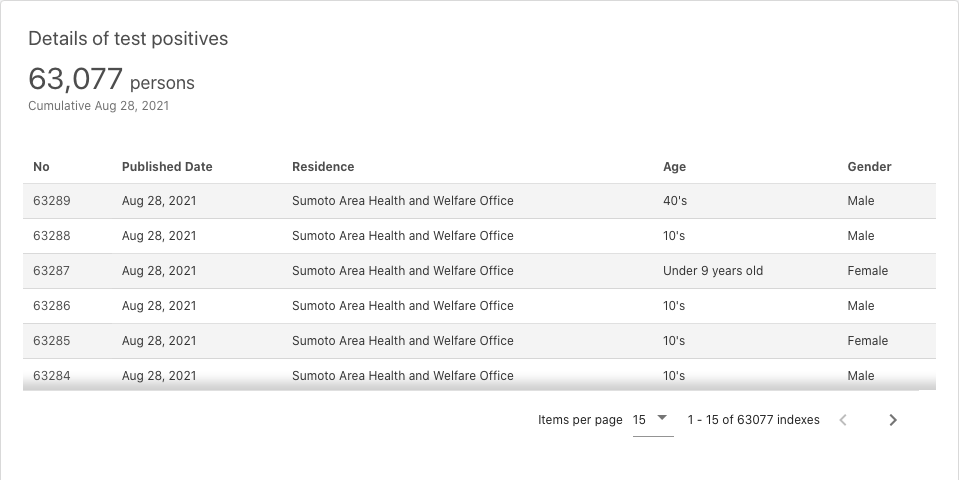 Details of test positives
63,077 persons
Cumulative Aug 28, 2021
No Published Date Residence Age Gender
63289 Aug 28, 2021 Sumoto Area Health and Welfare Office 40's Male
63288 Aug 28, 2021 Sumoto Area Health and Welfare Office 10's Male
63287 Aug 28, 2021 Sumoto Area Health and Welfare Office Under 9 years old Female
63286 Aug 28, 2021 Sumoto Area Health and Welfare Office 10's Male
63285 Aug 28, 2021 Sumoto Area Health and Welfare Office 10's Female
63284 Aug 28, 2021 Sumoto Area Health and Welfare Office 10's Male
Items per page 15 1 - 15 of 63077 indexes